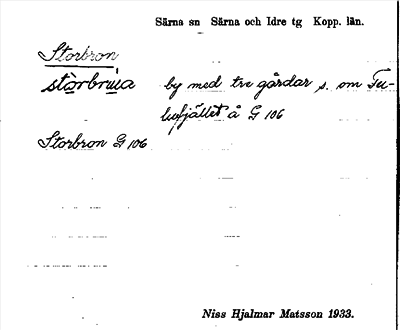 Särna sn Särna och Idre tg Kopp. län.
Storbron
stòrbrua by med tre gårdar s. om Fu-
lufjället å G 106
Storbron G 106
Niss Hjalmar Matsson 1933.